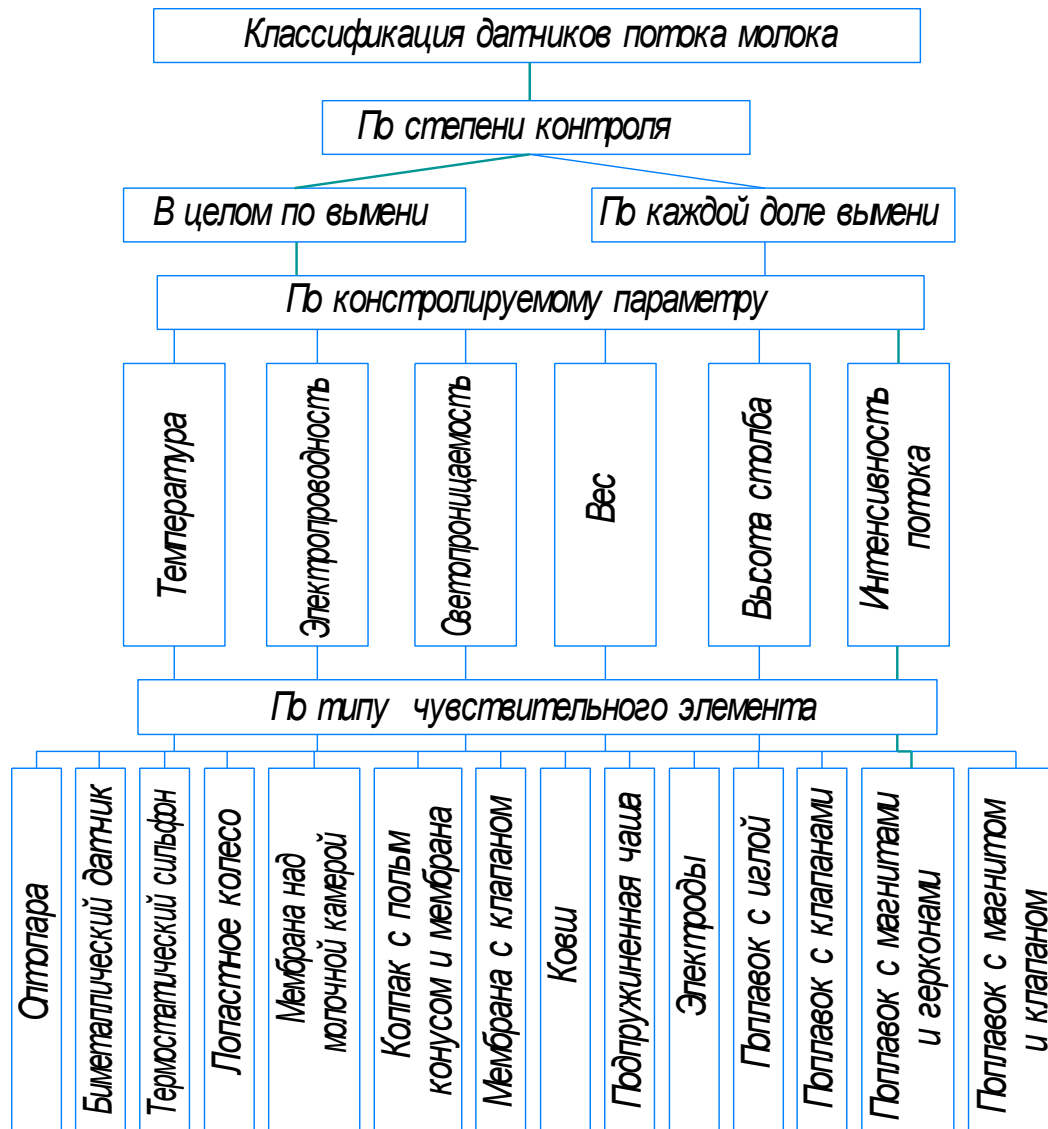 Классификация датчиков потока молока
По степени контроля
В целом по вымени
По каждой доле вымени
По констролируемому параметру
Температура
Электропроводность
Светопроницаемость
Вес
Высота столба
Интенсивность
потока
По типу чувствительного элемента
Оптопара
Биметаллический датчик
Термостатический сильфон
Лопастное колесо
Мембрана над
молочной камерой
Колпак с полым
конусом и мембрана
Мембрана с клапаном
Ковш
Подпружиненная чаша
Электроды
Поплавок с иглой
Поплавок с клапанами
Поплавок с магнитами
и герконами
Поплавок с магнитом
и клапаном